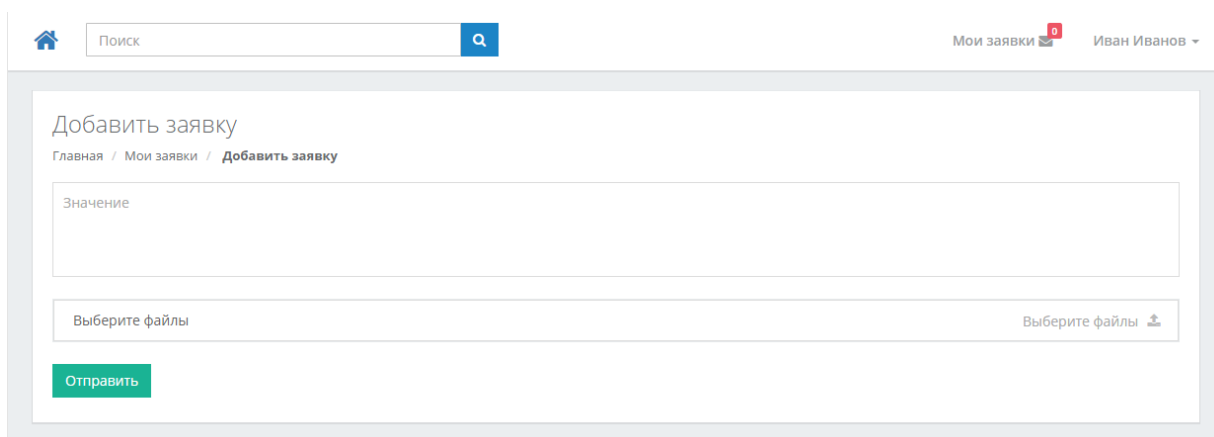 Поиск
Мои заявки 0 Иван Иванов
Добавить заявку
Главная / Мои заявки / Добавить заявку
Значение
Выберите файлы Выберите файлы
Отправить